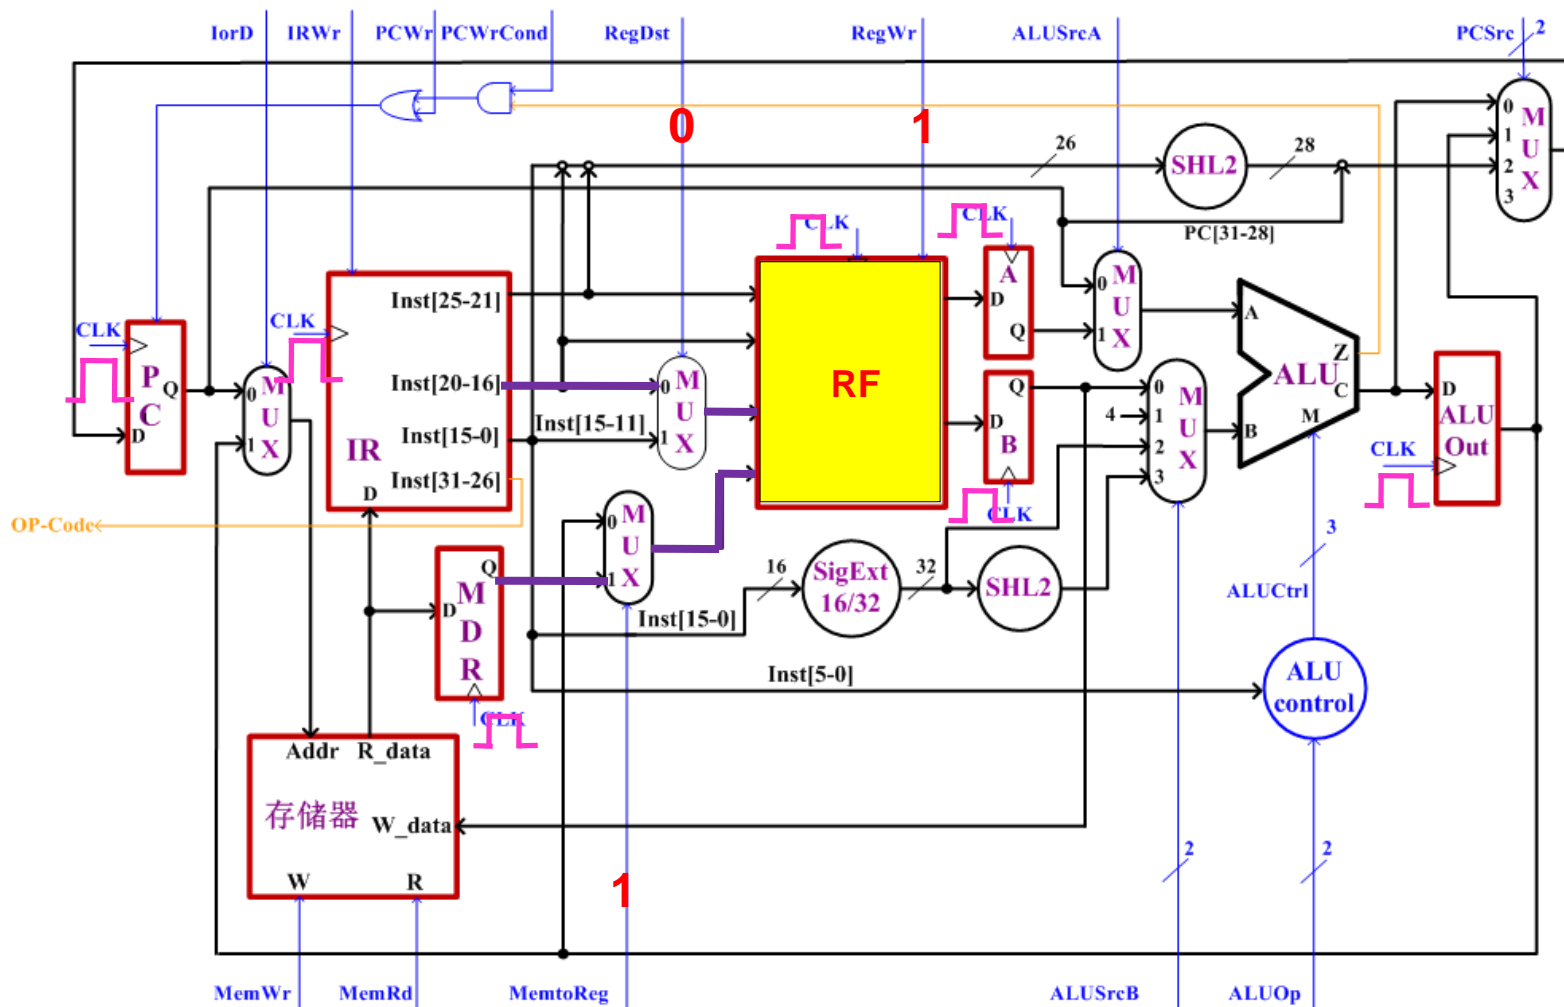 IorD
IRWr
PCWr
PCWrCond
RegDst
RegWr
ALUSrcA
PCSrc
2
0
1
26
SHL2
28
0
1
2
3
M
U
X
PC[31-28]
CLK
CLK
A
D
Q
0
1
M
U
X
Inst[25-21]
CLK
CLK
P
C
Q
D
0
1
M
U
X
Inst[20-16]
Inst[15-0]
Inst[31-26]
IR
D
Inst[15-11]
0
1
M
U
X
RF
Q
D
B
CLK
0
4
1
2
3
M
U
X
A
B
ALU
Z
C
M
D
ALU
Out
CLK
OP-Code
0
1
M
U
X
Q
D
M
D
R
CLK
16
SigExt
16/32
32
SHL2
3
ALUCtrl
Inst[15-0]
Inst[5-0]
ALU
control
Addr
R_data
存储器
W_data
W
R
1
2
2
MemWr
MemRd
MemtoReg
ALUSrcB
ALUOp